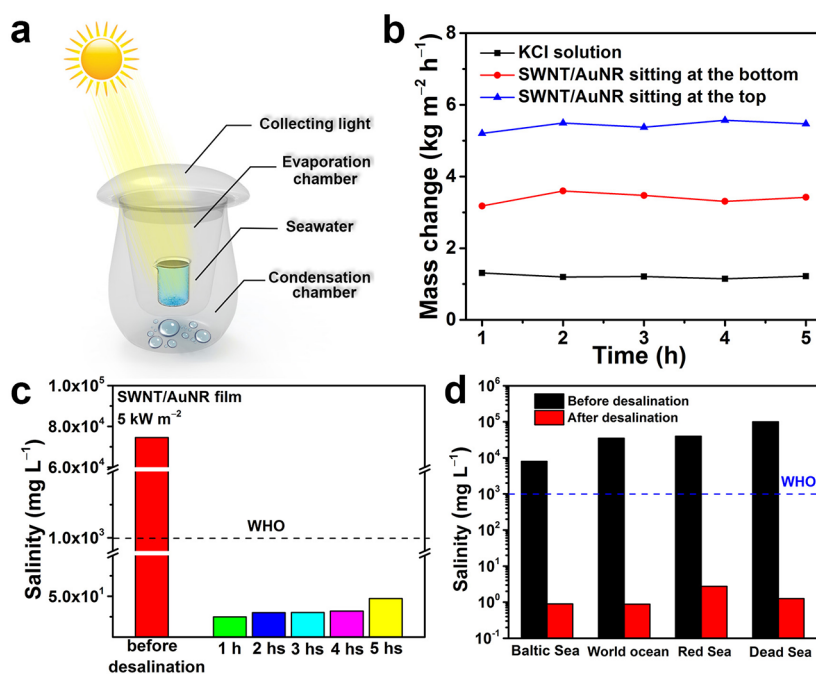 a
Collecting light
Evaporation
chamber
Seawater
Condensation
chamber
b
Mass change (kg m⁻² h⁻¹)
8
6
4
2
0
KCl solution
SWNT/AuNR sitting at the bottom
SWNT/AuNR sitting at the top
1
2
3
4
5
Time (h)
c
Salinity (mg L⁻¹)
1.0x10⁵
8.0x10⁴
6.0x10⁴
1.0x10³
5.0x10¹
SWNT/AuNR film
5 kW m⁻²
WHO
before
desalination
1 h
2 hs
3 hs
4 hs
5 hs
d
Salinity (mg L⁻¹)
10⁶
10⁵
10⁴
10³
10²
10¹
10⁰
10⁻¹
Before desalination
After desalination
WHO
Baltic Sea
World ocean
Red Sea
Dead Sea